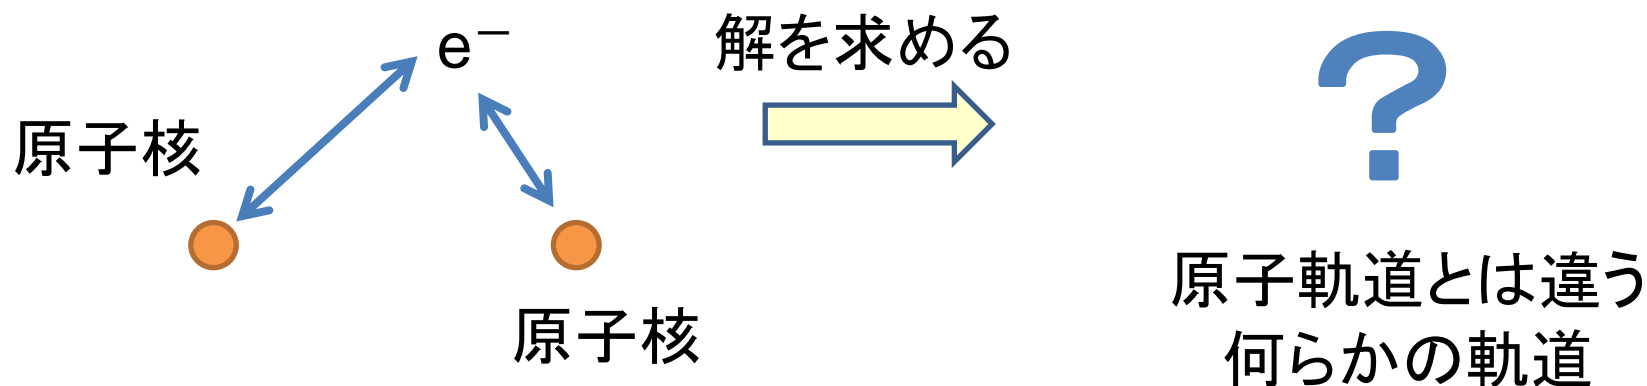 e－
解を求める
原子核
原子核
？
原子軌道とは違う
何らかの軌道